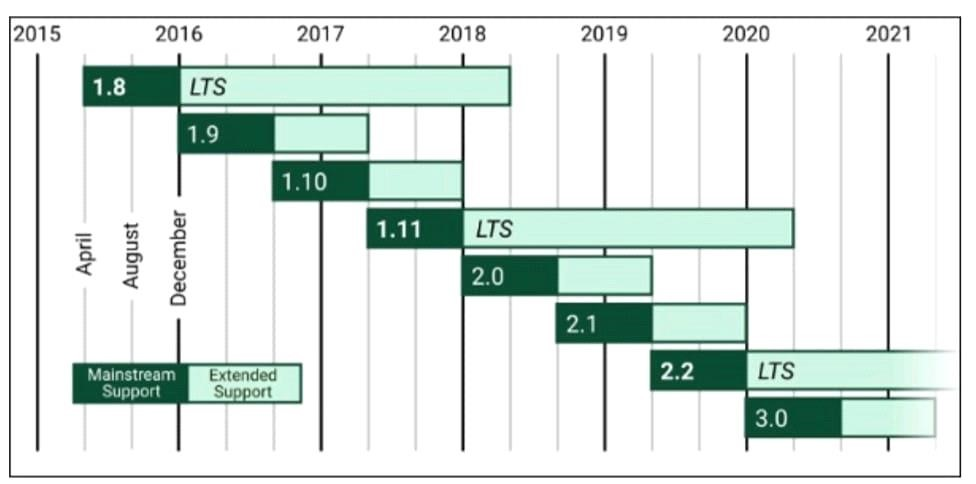 2015 2016 2017 2018 2019 2020 2021
1.8 LTS
1.9
1.10
1.11 LTS
2.0
2.1
2.2 LTS
3.0
April
August
December
Mainstream
Support
Extended
Support